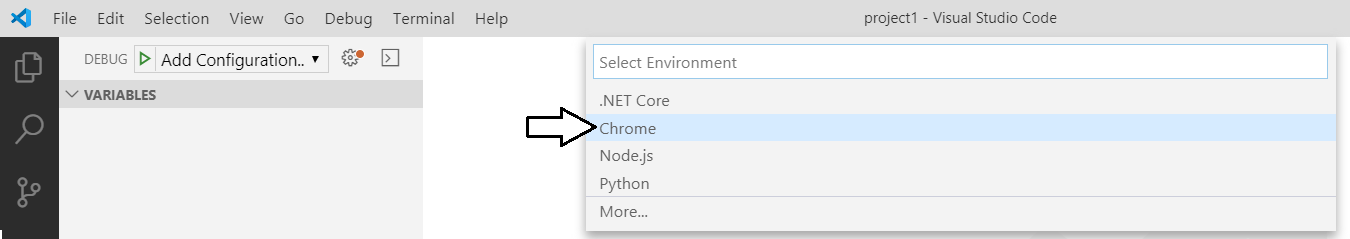 File Edit Selection View Go Debug Terminal Help project1 - Visual Studio Code
DEBUG Add Configuration..
Select Environment
VARIABLES
.NET Core
Chrome
Node.js
Python
More...